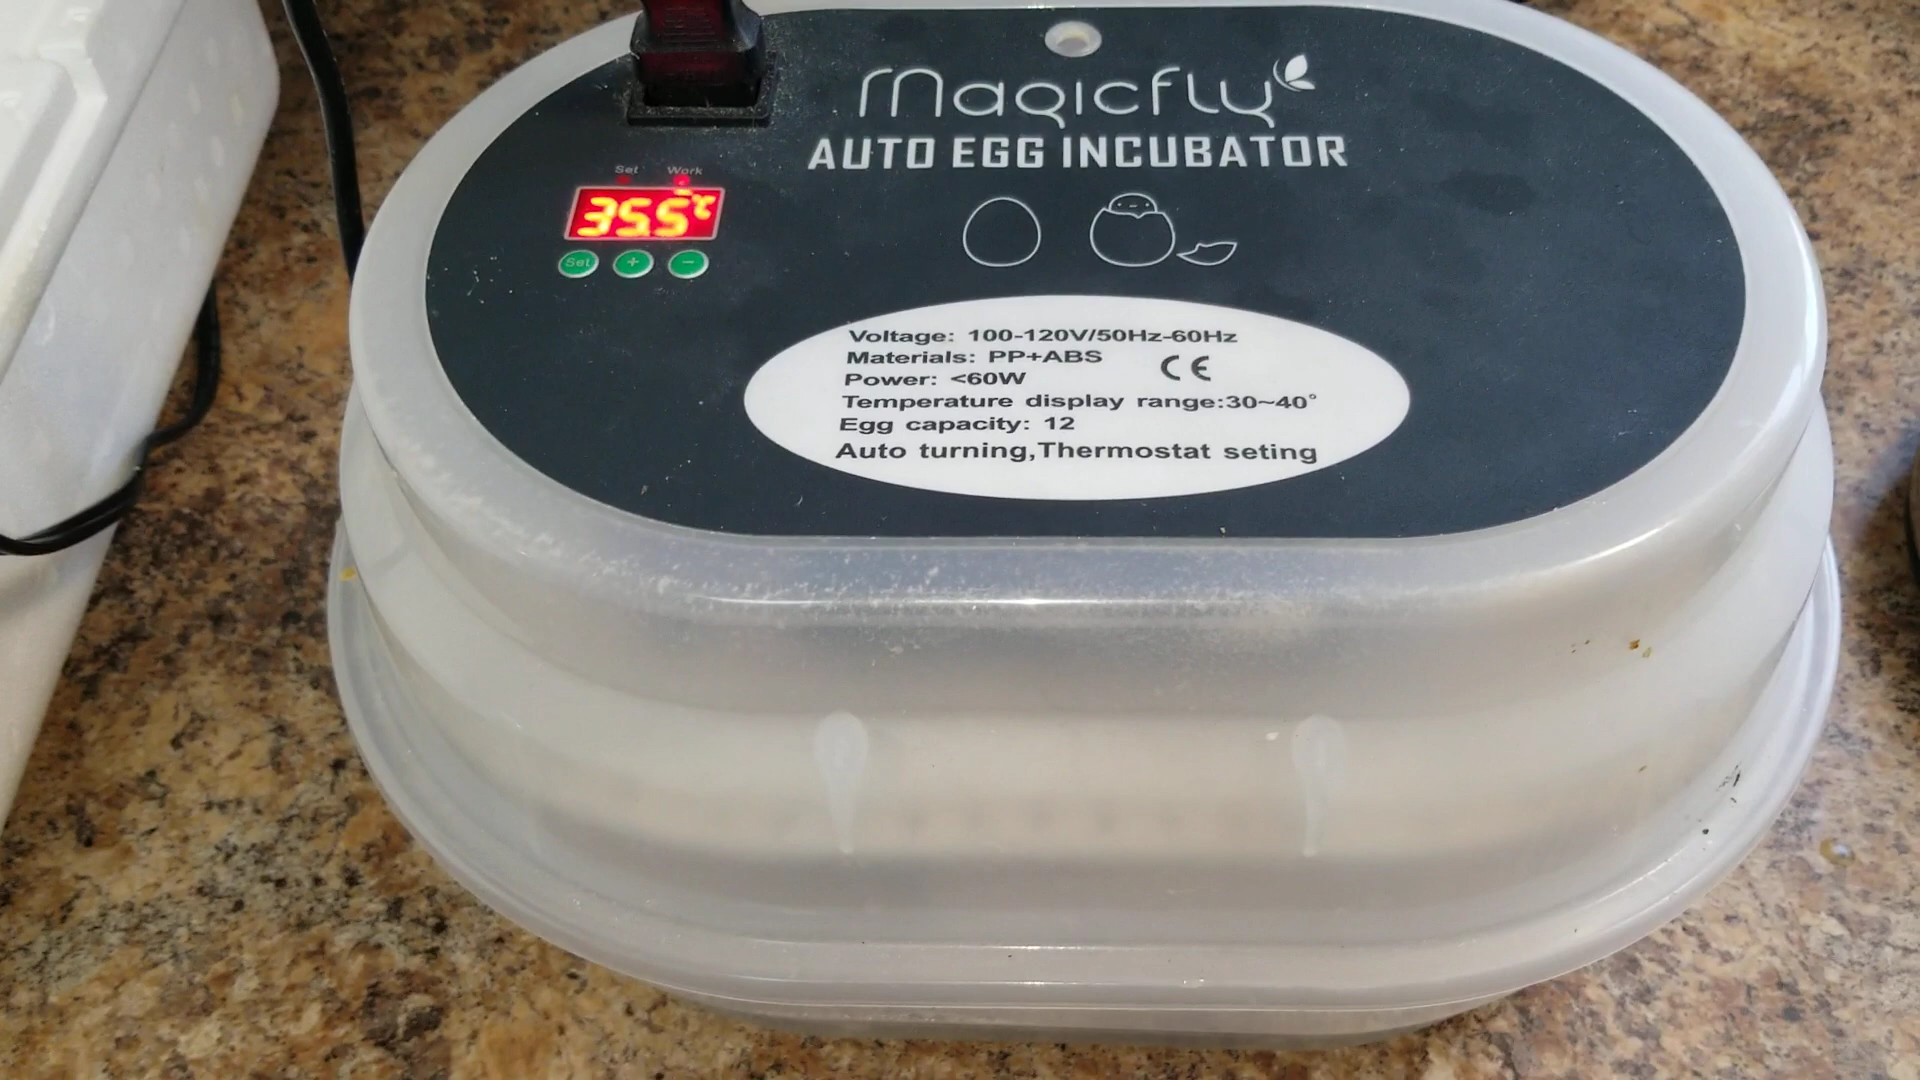 Magicfly
AUTO EGG INCUBATOR
Set Work
35.5℃
Set + −
Voltage: 100-120V/50Hz-60Hz
Materials: PP+ABS CE
Power: <60W
Temperature display range:30~40°
Egg capacity: 12
Auto turning,Thermostat seting